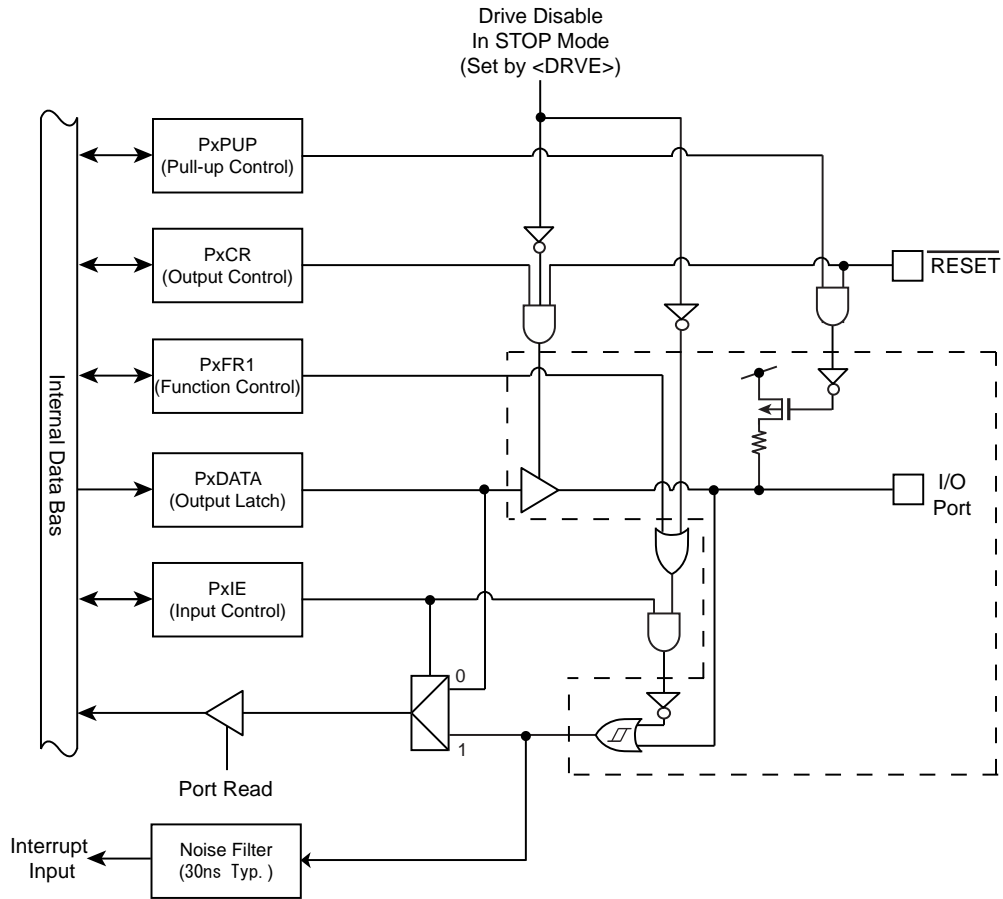 Drive Disable
In STOP Mode
(Set by <DRVE>)
PxPUP
(Pull-up Control)
PxCR
(Output Control)
RESET
PxFR1
(Function Control)
Internal Data Bas
PxDATA
(Output Latch)
I/O
Port
PxIE
(Input Control)
0
1
Port Read
Interrupt
Input
Noise Filter
(30ns Typ.)